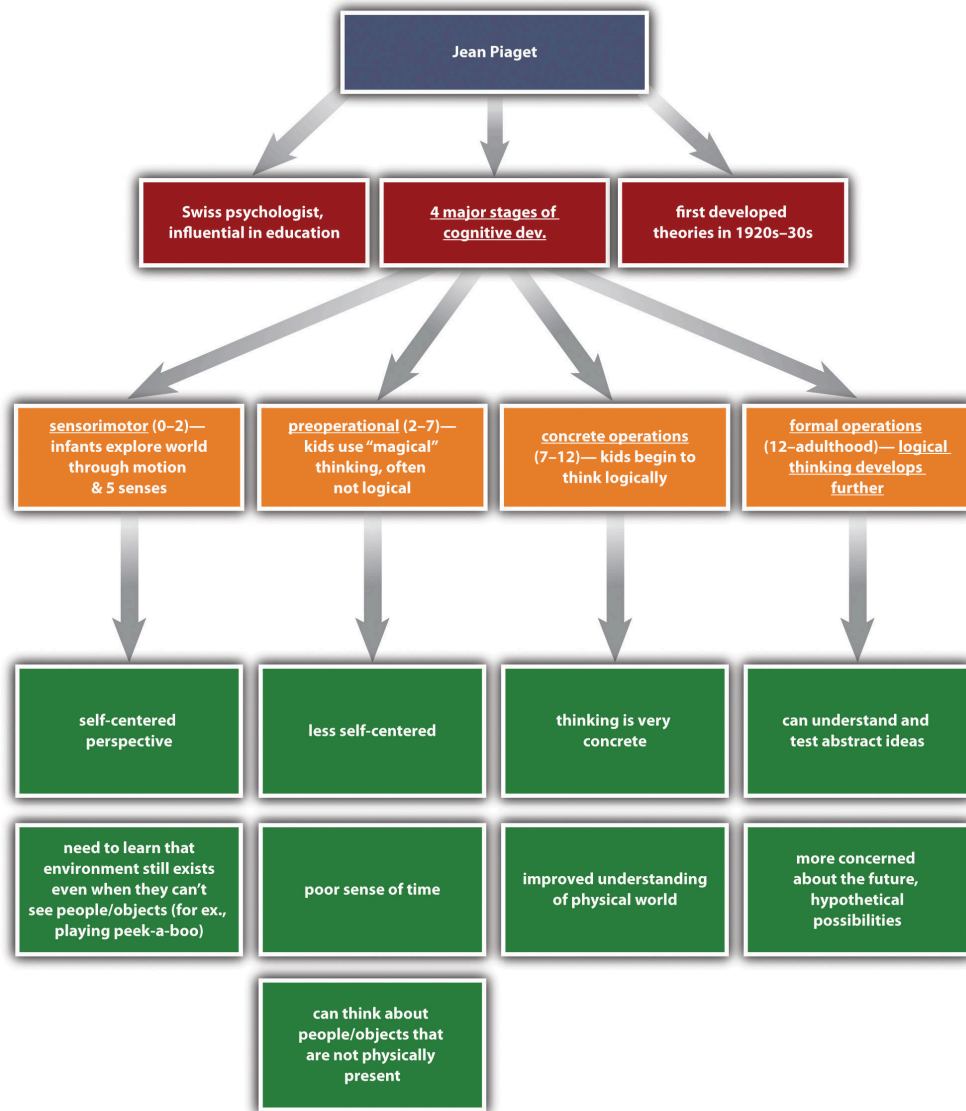 Jean Piaget
Swiss psychologist,
influential in education
4 major stages of
cognitive dev.
first developed
theories in 1920s–30s
sensorimotor (0–2)—
infants explore world
through motion
& 5 senses
preoperational (2–7)—
kids use “magical”
thinking, often
not logical
concrete operations
(7–12)— kids begin to
think logically
formal operations
(12–adulthood)— logical
thinking develops
further
self-centered
perspective
less self-centered
thinking is very
concrete
can understand and
test abstract ideas
need to learn that
environment still exists
even when they can’t
see people/objects (for ex.,
playing peek-a-boo)
poor sense of time
improved understanding
of physical world
more concerned
about the future,
hypothetical
possibilities
can think about
people/objects that
are not physically
present